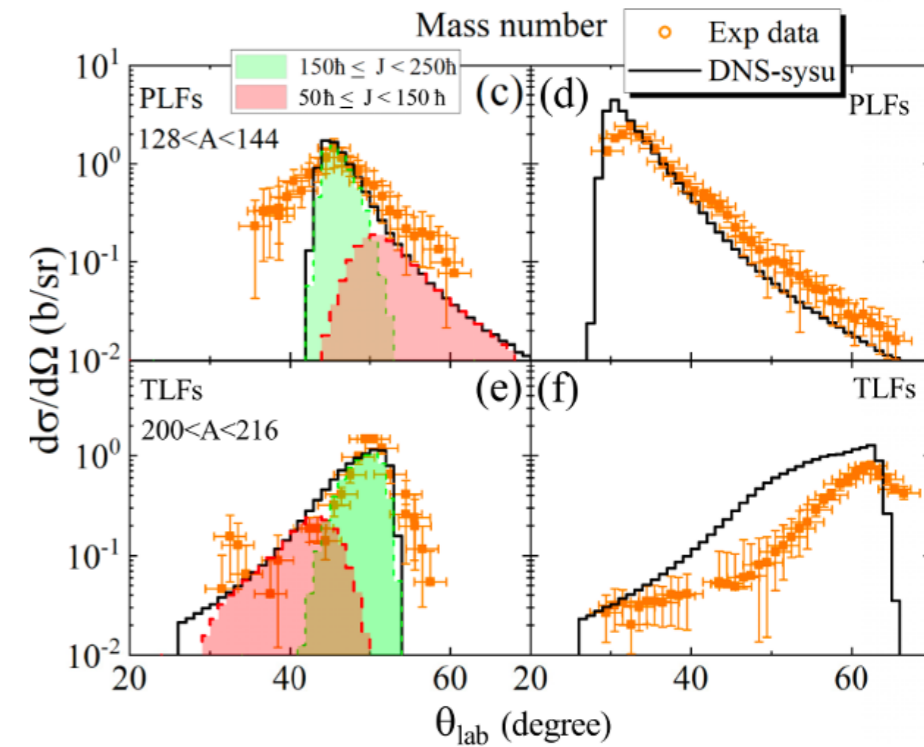 Mass number
Exp data
DNS-sysu
150ħ ≤ J < 250ħ
50ħ ≤ J < 150 ħ
(c)
(d)
PLFs
128<A<144
PLFs
10¹
10⁰
10⁻¹
10⁻²
dσ/dΩ (b/sr)
(e)
(f)
TLFs
200<A<216
TLFs
10⁰
10⁻¹
10⁻²
20 40 60 20 40 60
θlab (degree)